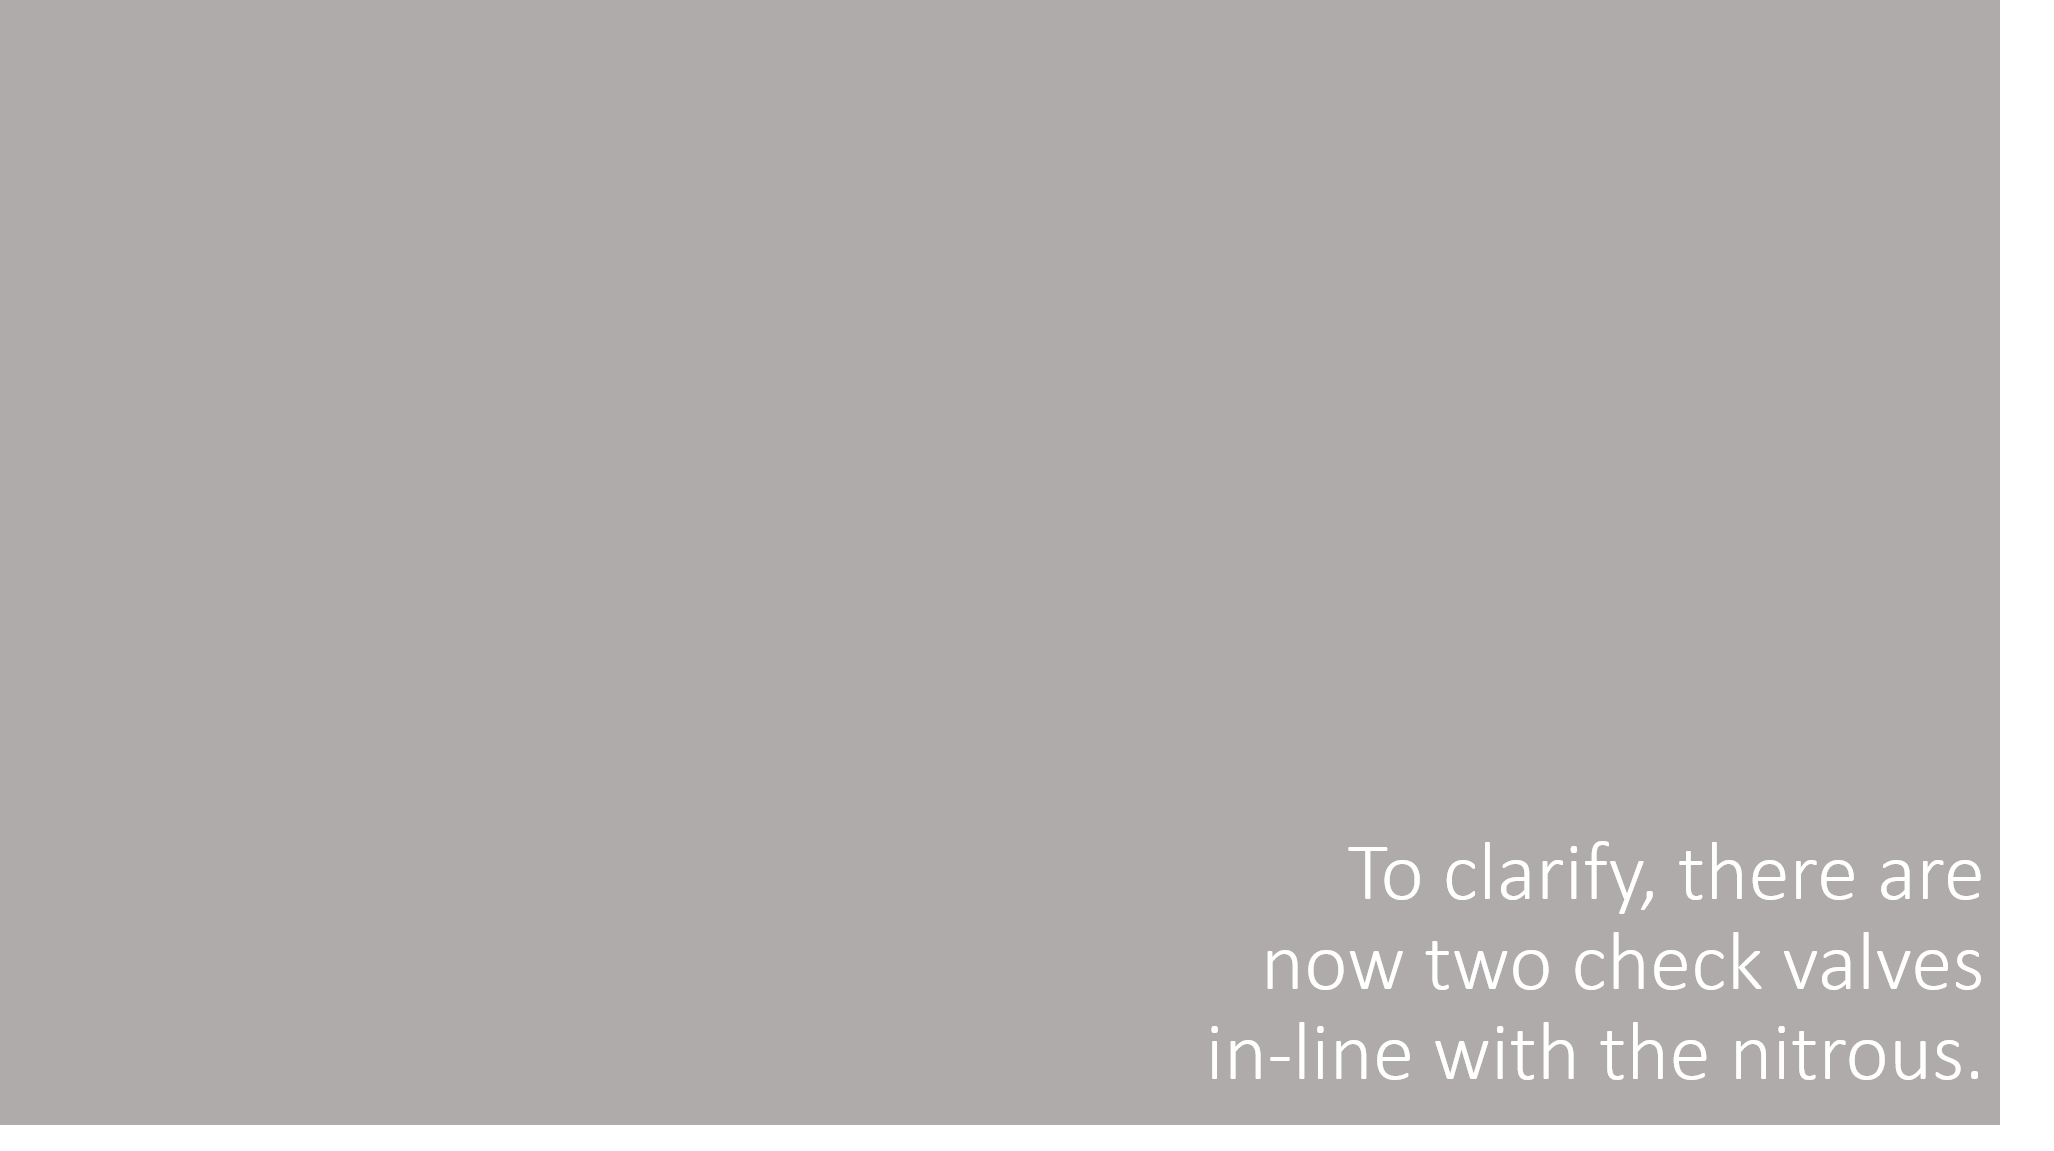 To clarify, there are
now two check valves
in-line with the nitrous.